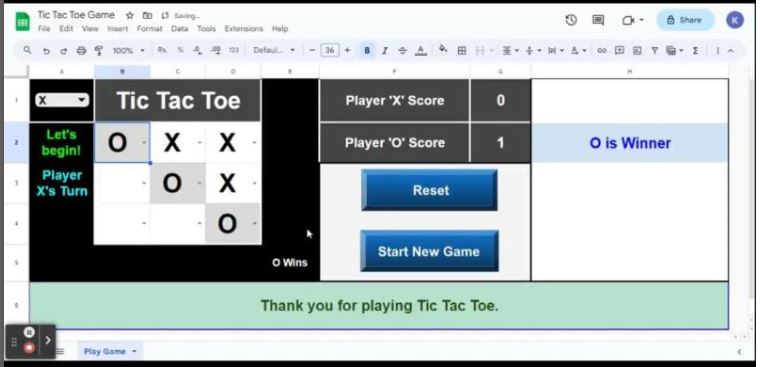 Tic Tac Toe Game Saving...
File Edit View Insert Format Data Tools Extensions Help
Share
K
100% Rs. % .0 .00 123 Defaul... - 36 + B I A
A B C D E F G H
1 X Tic Tac Toe Player 'X' Score 0
2 Let's begin! O X X Player 'O' Score 1 O is Winner
3 Player X's Turn O X Reset
4 O
Start New Game
5 O Wins
6 Thank you for playing Tic Tac Toe.
Play Game